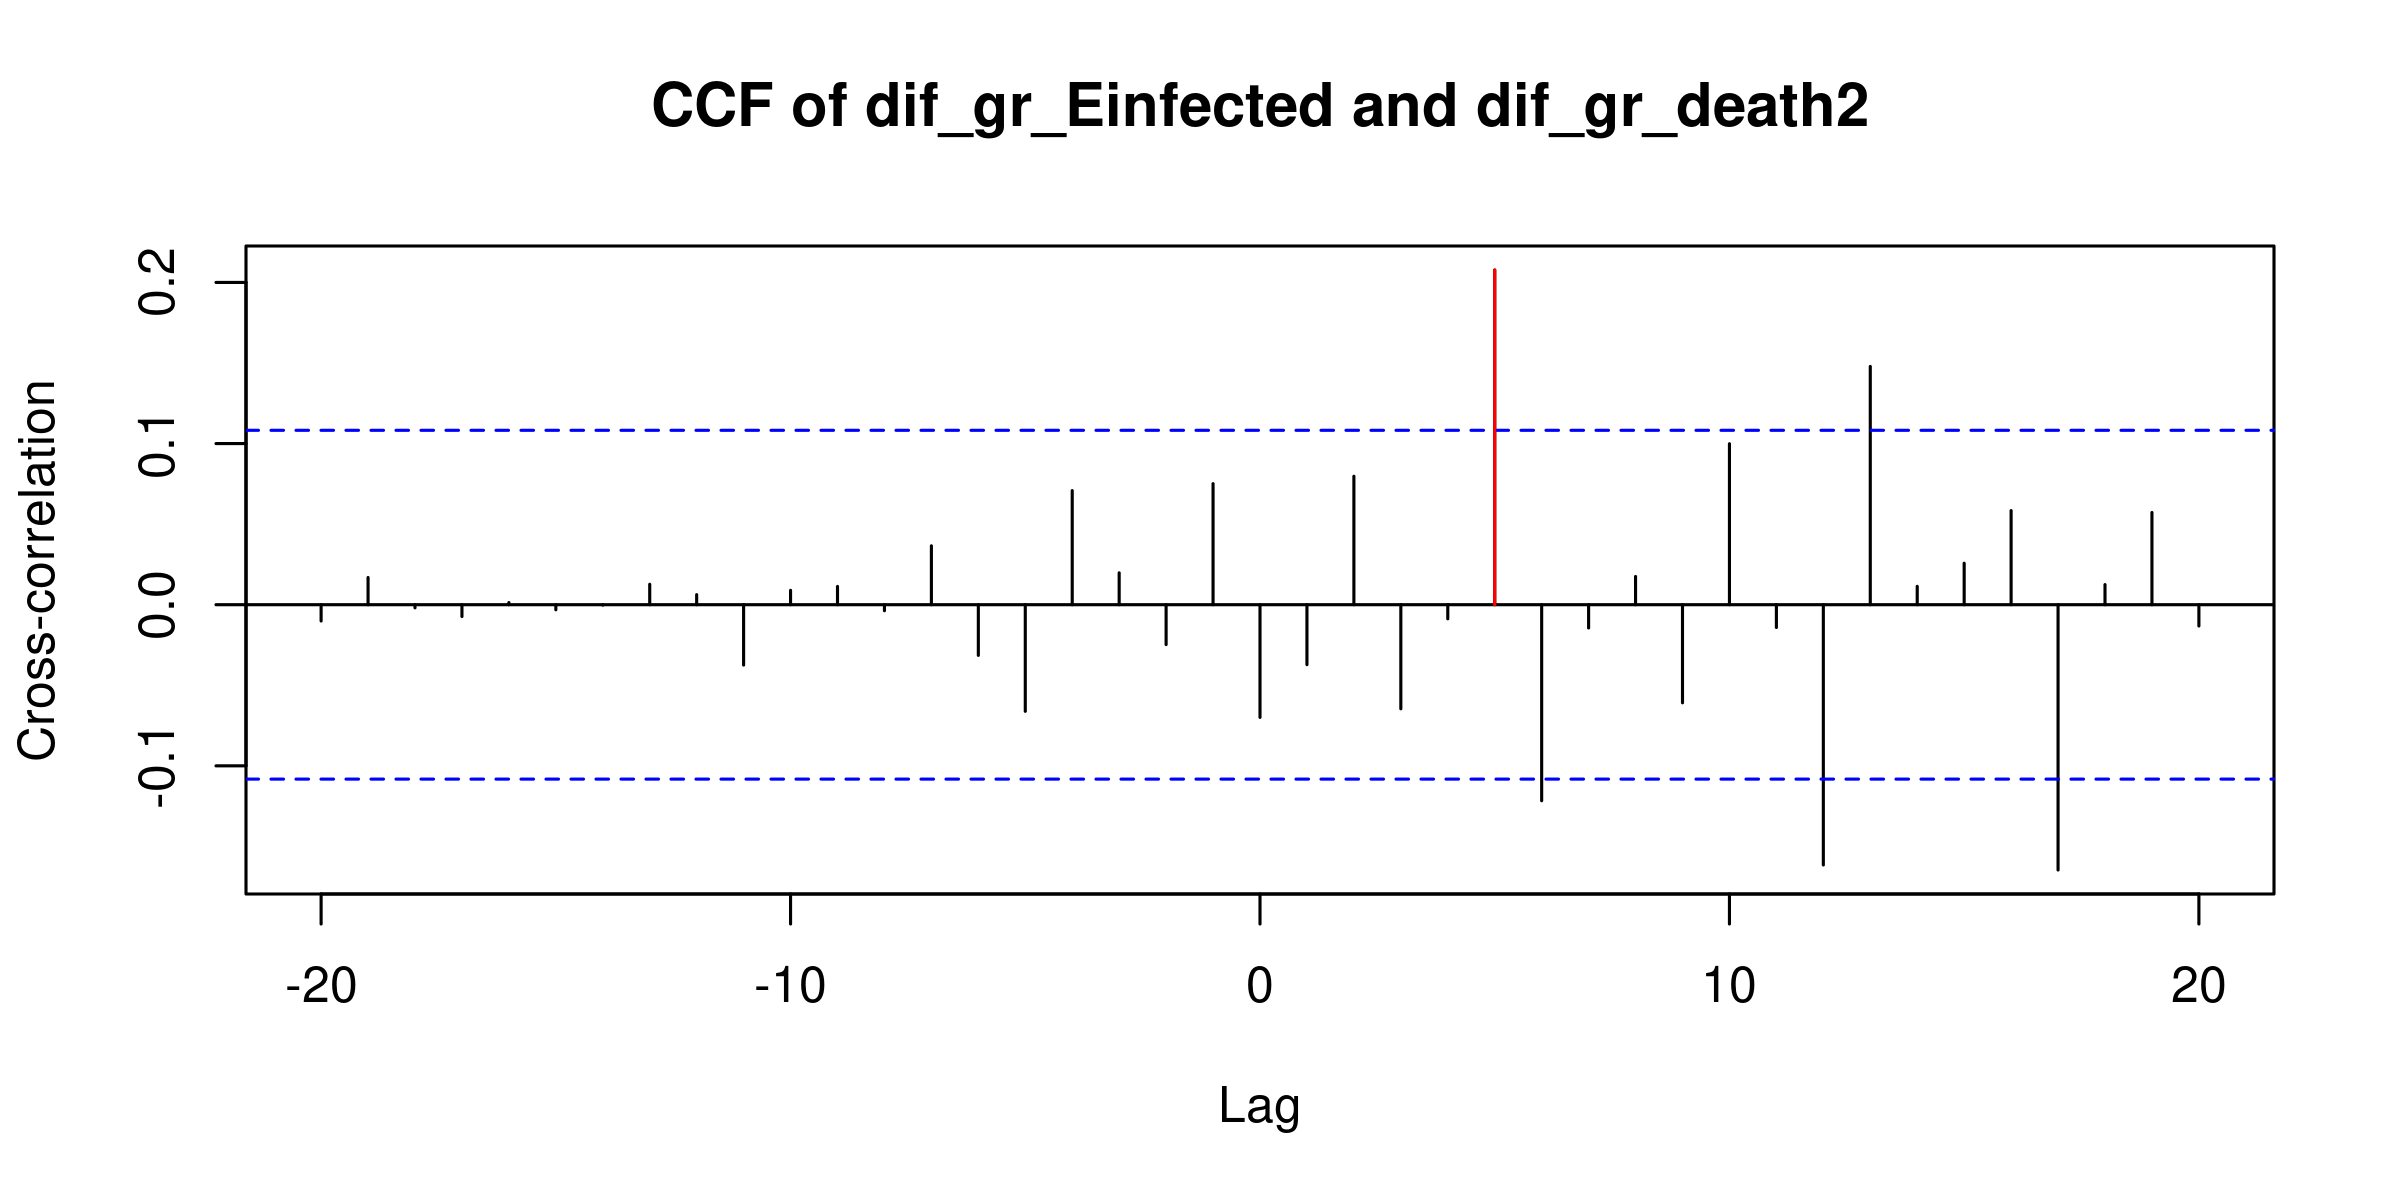 CCF of dif_gr_Einfected and dif_gr_death2
Cross-correlation
0.2
0.1
0.0
-0.1
-20 -10 0 10 20
Lag